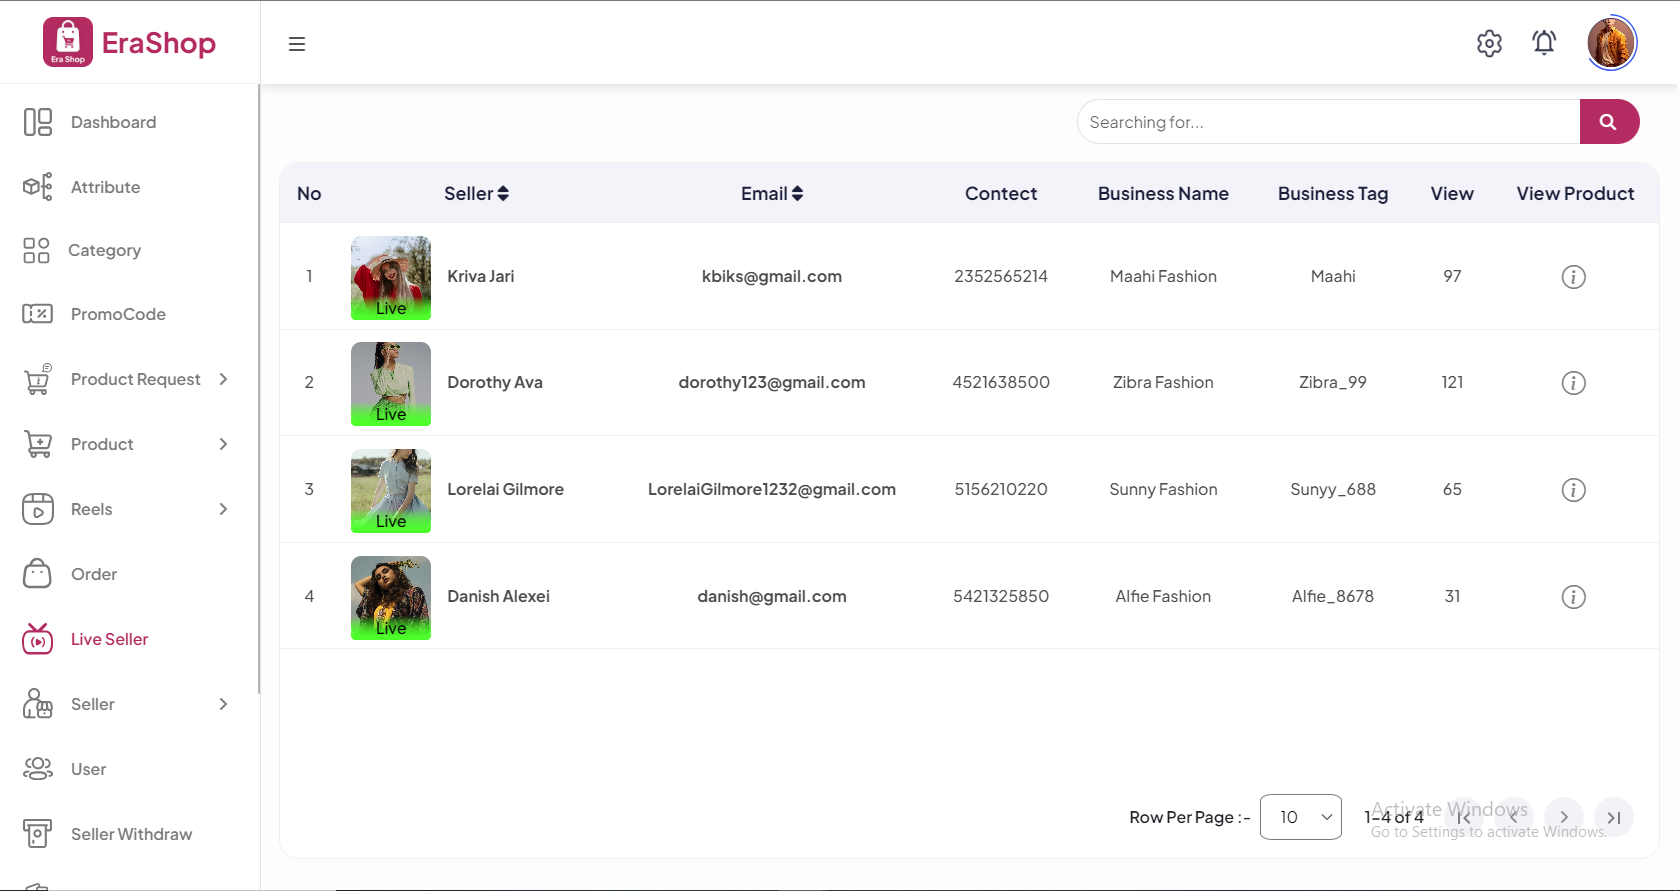 Era Shop
EraShop
Dashboard
Attribute
Category
PromoCode
Product Request
Product
Reels
Order
Live Seller
Seller
User
Seller Withdraw
Searching for...
No Seller Email Contect Business Name Business Tag View View Product
1 Live Kriva Jari kbiks@gmail.com 2352565214 Maahi Fashion Maahi 97
2 Live Dorothy Ava dorothy123@gmail.com 4521638500 Zibra Fashion Zibra_99 121
3 Live Lorelai Gilmore LorelaiGilmore1232@gmail.com 5156210220 Sunny Fashion Sunyy_688 65
4 Live Danish Alexei danish@gmail.com 5421325850 Alfie Fashion Alfie_8678 31
Row Per Page :- 10 1–4 of 4
Activate Windows
Go to Settings to activate Windows.